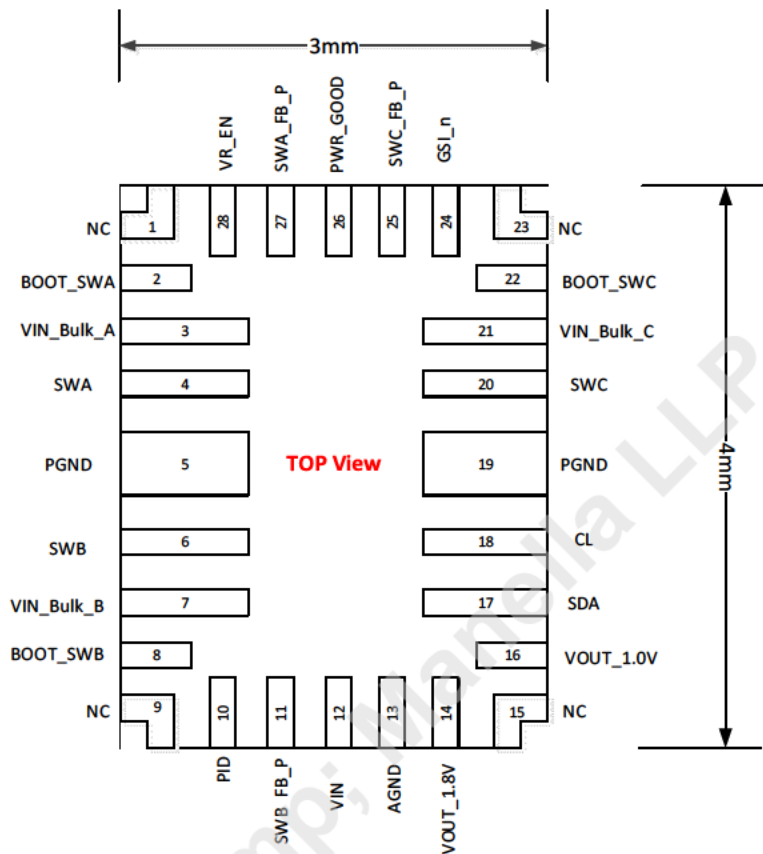 3mm
VR_EN
SWA_FB_P
PWR_GOOD
SWC_FB_P
GSI_n
28
27
26
25
24
NC
1
23
NC
BOOT_SWA
2
22
BOOT_SWC
VIN_Bulk_A
3
21
VIN_Bulk_C
SWA
4
20
SWC
PGND
5
TOP View
19
PGND
4mm
SWB
6
18
CL
VIN_Bulk_B
7
17
SDA
BOOT_SWB
8
16
VOUT_1.0V
NC
9
15
NC
10
11
12
13
14
PID
SWB_FB_P
VIN
AGND
VOUT_1.8V
mp; Manella LLP